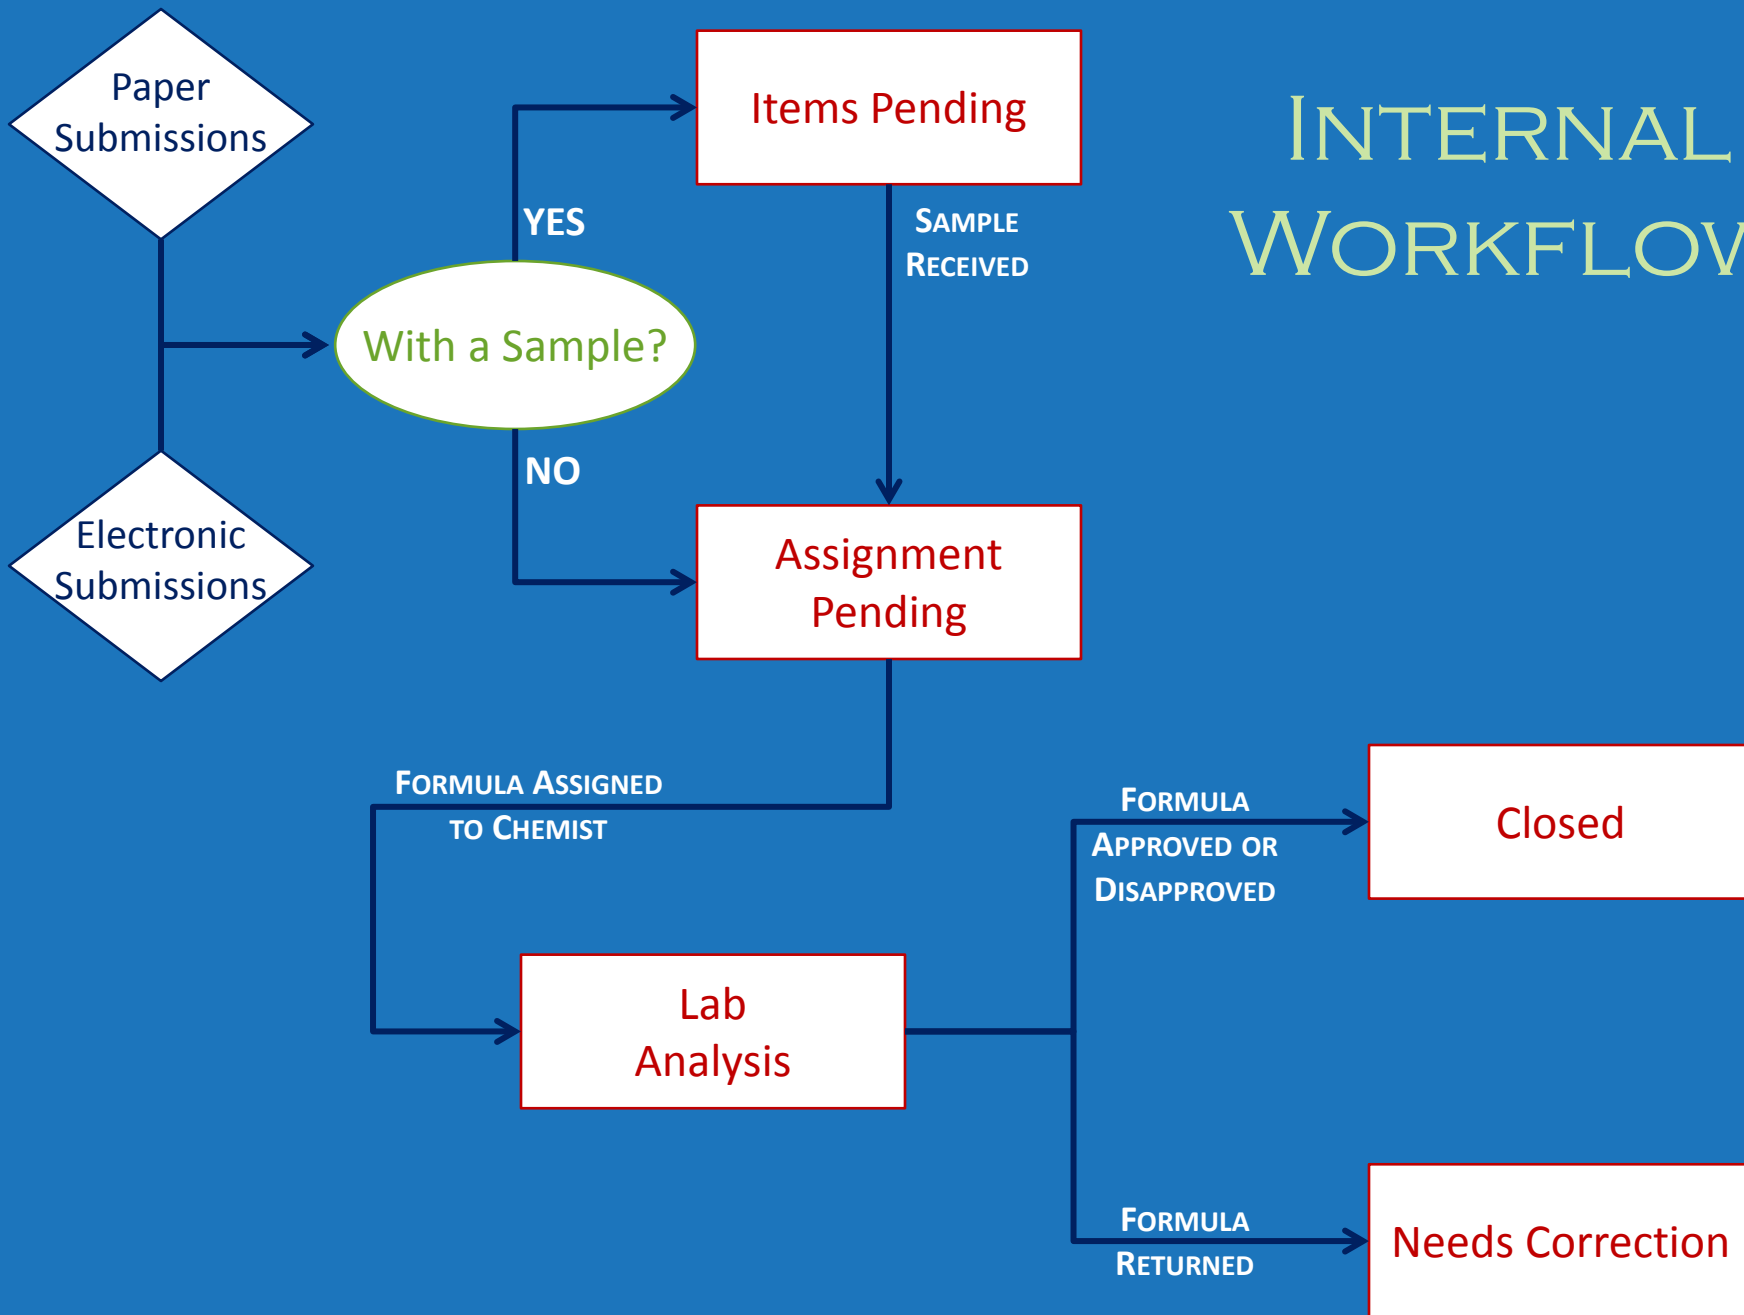 Paper
Submissions
Items Pending
INTERNAL
WORKFLOW
YES
SAMPLE
RECEIVED
With a Sample?
NO
Electronic
Submissions
Assignment
Pending
FORMULA ASSIGNED
TO CHEMIST
FORMULA
APPROVED OR
DISAPPROVED
Closed
Lab
Analysis
FORMULA
RETURNED
Needs Correction